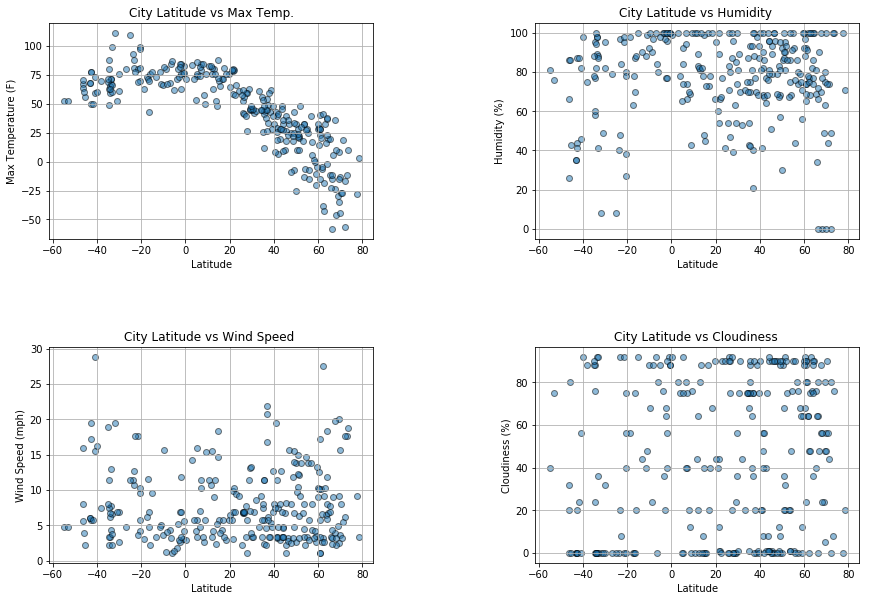 City Latitude vs Max Temp.
100
75
50
25
0
−25
−50
Max Temperature (F)
−60 −40 −20 0 20 40 60 80
Latitude
City Latitude vs Humidity
100
80
60
40
20
0
Humidity (%)
−60 −40 −20 0 20 40 60 80
Latitude
City Latitude vs Wind Speed
30
25
20
15
10
5
0
Wind Speed (mph)
−60 −40 −20 0 20 40 60 80
Latitude
City Latitude vs Cloudiness
80
60
40
20
0
Cloudiness (%)
−60 −40 −20 0 20 40 60 80
Latitude